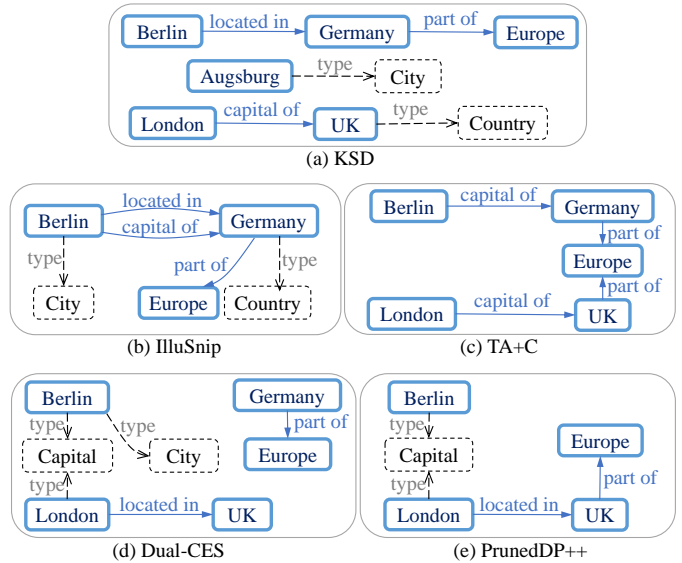 Berlin located in Germany part of Europe
Augsburg type City
London capital of UK type Country
(a) KSD
Berlin located in Germany
capital of
type part of type
City Europe Country
(b) IlluSnip
Berlin capital of Germany
part of
Europe
part of
London capital of UK
(c) TA+C
Berlin Germany
type type part of
Capital City Europe
type
London located in UK
(d) Dual-CES
Berlin
type Europe
Capital
type part of
London located in UK
(e) PrunedDP++